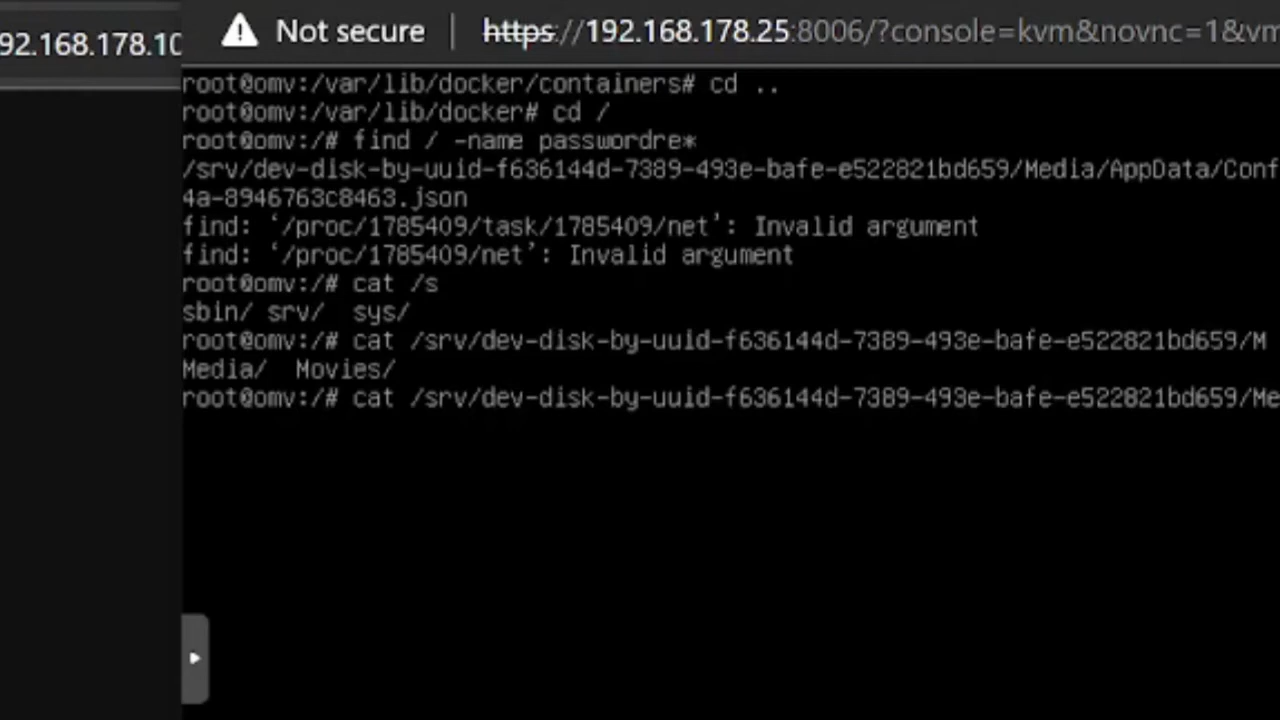 92.168.178.10
Not secure
https://192.168.178.25:8006/?console=kvm&novnc=1&vm
root@omv:/var/lib/docker/containers# cd ..
root@omv:/var/lib/docker# cd /
root@omv:/# find / -name passwordre*
/srv/dev-disk-by-uuid-f636144d-7389-493e-bafe-e522821bd659/Media/AppData/Conf
4a-8946763c8463.json
find: ‘/proc/1785409/task/1785409/net’: Invalid argument
find: ‘/proc/1785409/net’: Invalid argument
root@omv:/# cat /s
sbin/ srv/  sys/
root@omv:/# cat /srv/dev-disk-by-uuid-f636144d-7389-493e-bafe-e522821bd659/M
Media/  Movies/
root@omv:/# cat /srv/dev-disk-by-uuid-f636144d-7389-493e-bafe-e522821bd659/Me